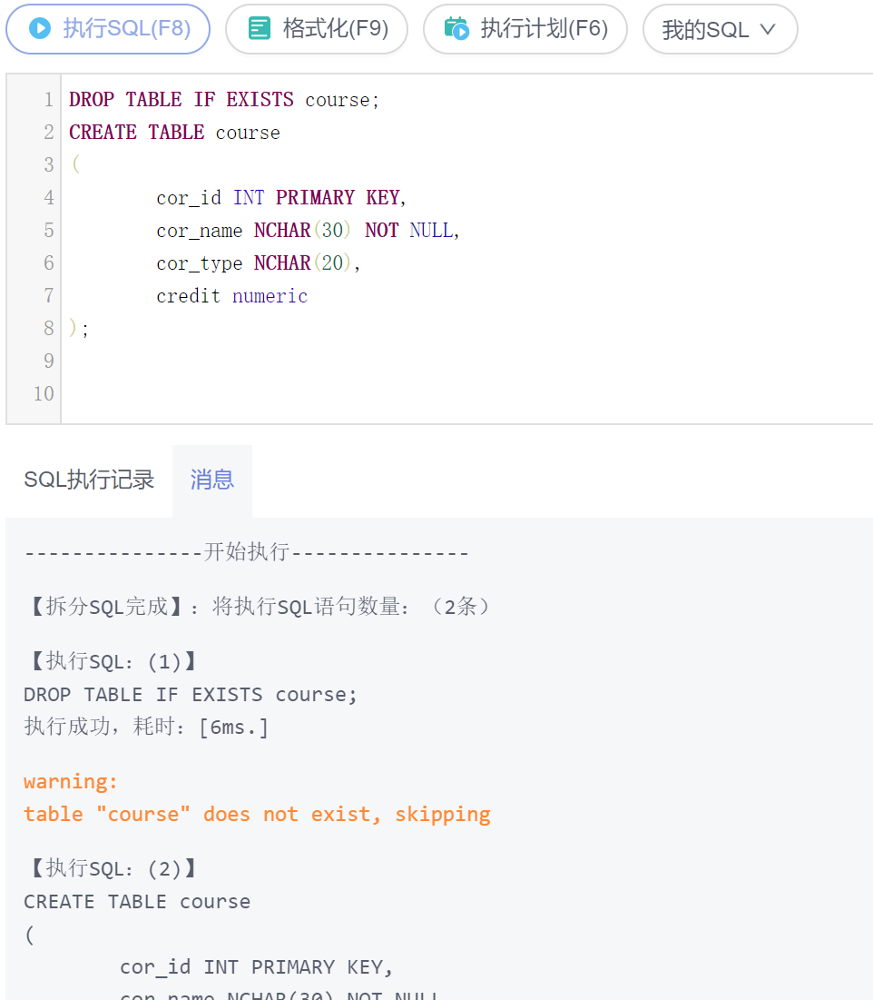 执行SQL(F8) 格式化(F9) 执行计划(F6) 我的SQL
1 DROP TABLE IF EXISTS course;
2 CREATE TABLE course
3 (
4 cor_id INT PRIMARY KEY,
5 cor_name NCHAR(30) NOT NULL,
6 cor_type NCHAR(20),
7 credit numeric
8 );
9
10
SQL执行记录 消息
---------------开始执行---------------
【拆分SQL完成】：将执行SQL语句数量：（2条）
【执行SQL：(1)】
DROP TABLE IF EXISTS course;
执行成功，耗时：[6ms.]
warning:
table "course" does not exist, skipping
【执行SQL：(2)】
CREATE TABLE course
(
cor_id INT PRIMARY KEY,
cor_name NCHAR(30) NOT NULL